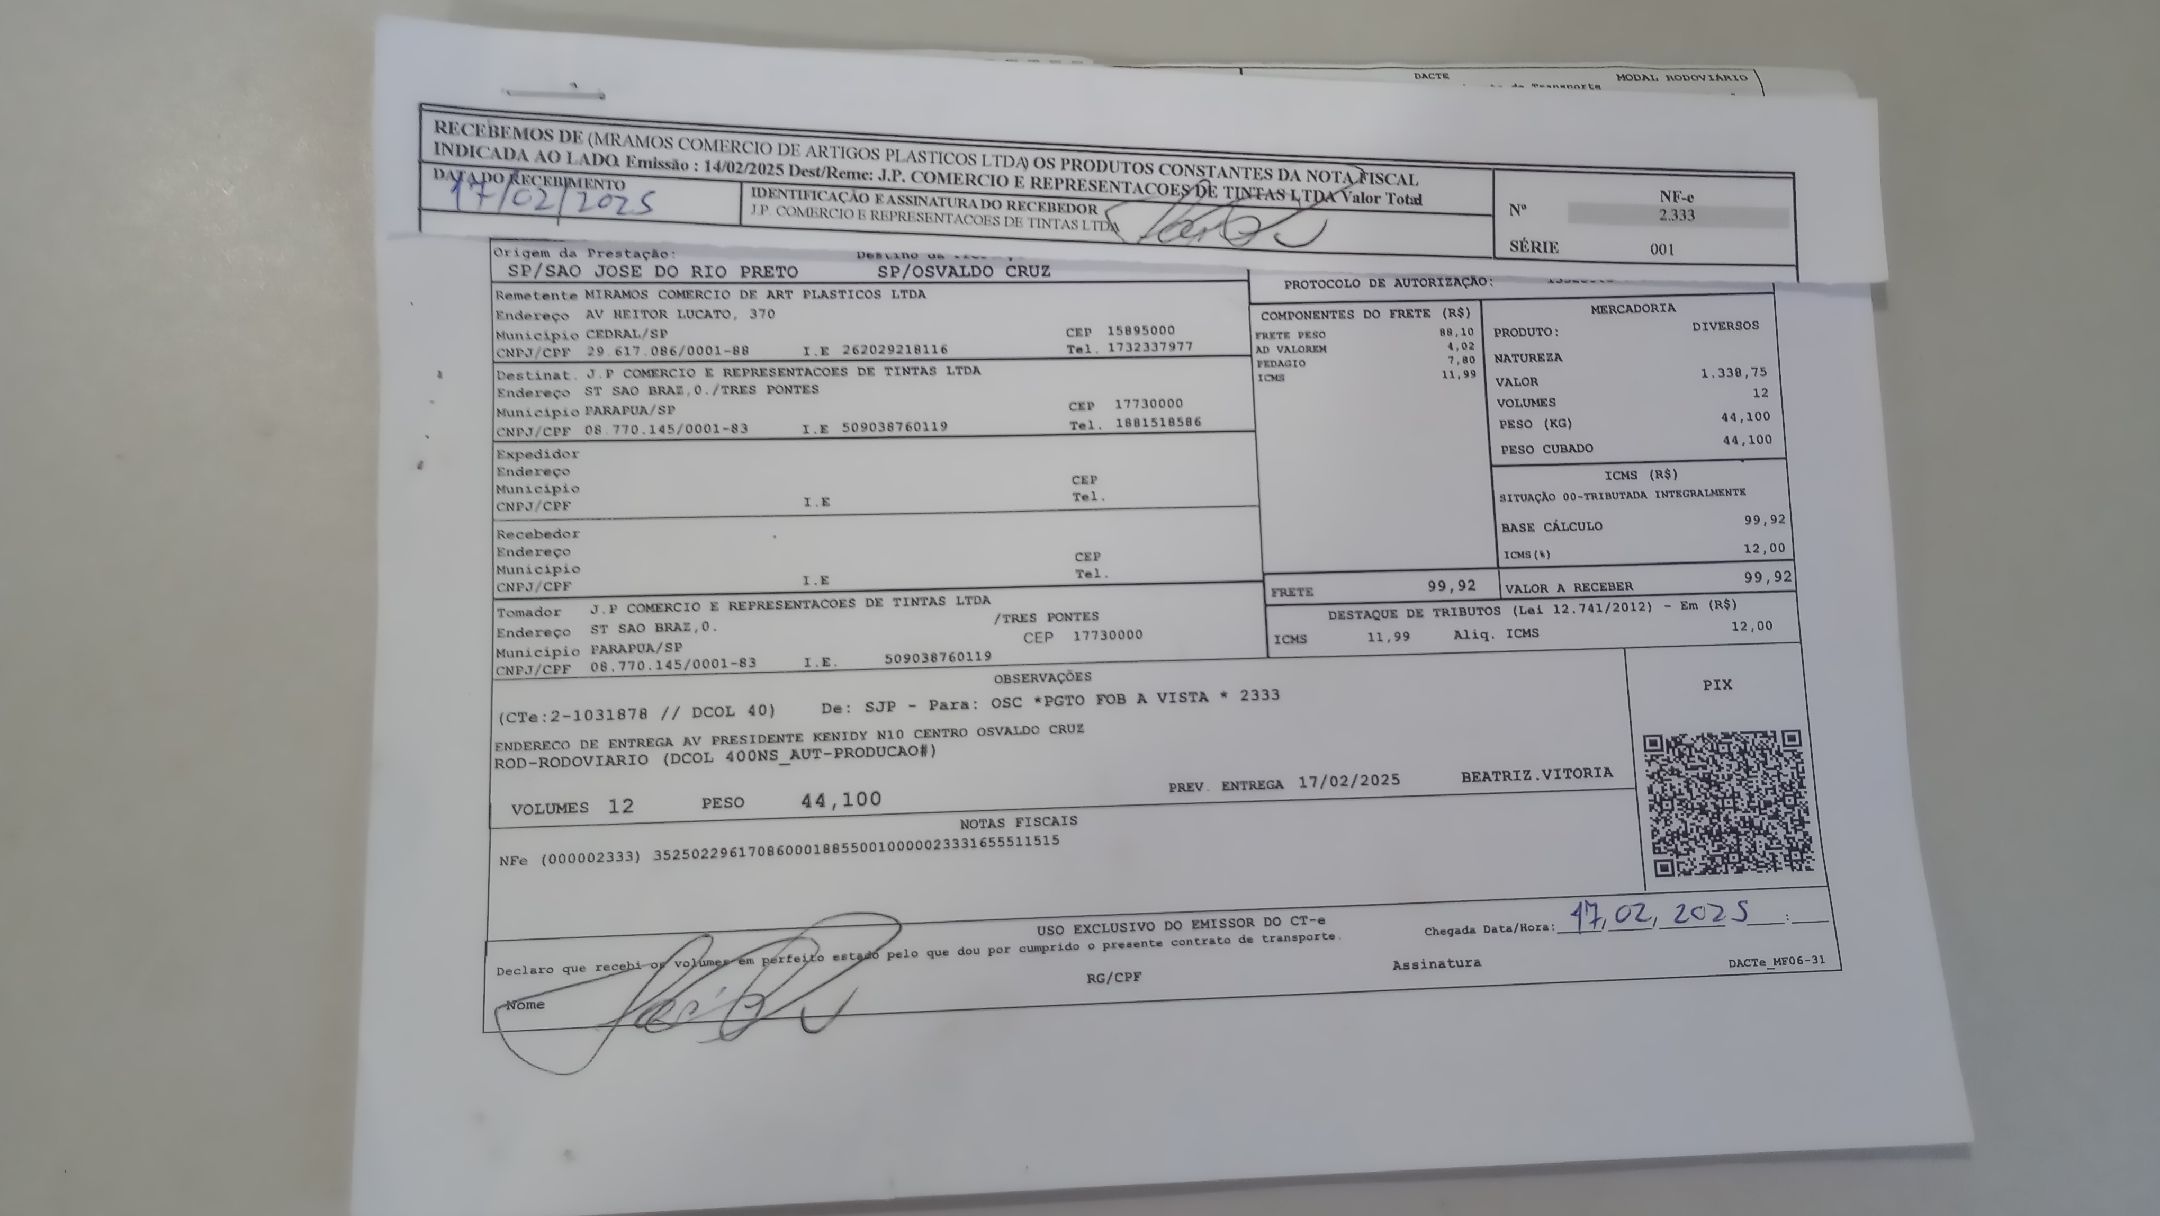 DACTE
MODAL RODOVIÁRIO
de Transporte
RECEBEMOS DE (MRAMOS COMERCIO DE ARTIGOS PLASTICOS LTDA) OS PRODUTOS CONSTANTES DA NOTA FISCAL
INDICADA AO LADO. Emissão : 14/02/2025 Dest/Reme: J.P. COMERCIO E REPRESENTACOES DE TINTAS LTDA Valor Total
DATA DO RECEBIMENTO
17/02/2025
IDENTIFICAÇÃO E ASSINATURA DO RECEBEDOR
J.P. COMERCIO E REPRESENTACOES DE TINTAS LTDA
NF-e
Nº 2.333
SÉRIE 001
Origem da Prestação:
SP/SAO JOSE DO RIO PRETO SP/OSVALDO CRUZ
PROTOCOLO DE AUTORIZAÇÃO:
Remetente MIRAMOS COMERCIO DE ART PLASTICOS LTDA
Endereço AV HEITOR LUCATO, 370
Município CEDRAL/SP CEP 15895000
CNPJ/CPF 29.617.086/0001-88 I.E 262029218116 Tel. 1732337977
Destinat. J.P COMERCIO E REPRESENTACOES DE TINTAS LTDA
Endereço ST SAO BRAZ,0./TRES PONTES
Município PARAPUA/SP CEP 17730000
CNPJ/CPF 08.770.145/0001-83 I.E 509038760119 Tel. 1881518586
Expedidor
Endereço
Município CEP
CNPJ/CPF I.E Tel.
Recebedor
Endereço
Município CEP
CNPJ/CPF I.E Tel.
Tomador J.P COMERCIO E REPRESENTACOES DE TINTAS LTDA
Endereço ST SAO BRAZ,0. /TRES PONTES
Município PARAPUA/SP CEP 17730000
CNPJ/CPF 08.770.145/0001-83 I.E. 509038760119
COMPONENTES DO FRETE (R$)
FRETE PESO 88,10
AD VALOREM 4,02
PEDAGIO 7,80
ICMS 11,99
FRETE 99,92
MERCADORIA
PRODUTO: DIVERSOS
NATUREZA
VALOR 1.338,75
VOLUMES 12
PESO (KG) 44,100
PESO CUBADO 44,100
ICMS (R$)
SITUAÇÃO 00-TRIBUTADA INTEGRALMENTE
BASE CÁLCULO 99,92
ICMS(%) 12,00
VALOR A RECEBER 99,92
DESTAQUE DE TRIBUTOS (Lei 12.741/2012) - Em (R$)
ICMS 11,99 Aliq. ICMS 12,00
OBSERVAÇÕES
(CTe:2-1031878 // DCOL 40) De: SJP - Para: OSC *PGTO FOB A VISTA * 2333
ENDERECO DE ENTREGA AV PRESIDENTE KENIDY N10 CENTRO OSVALDO CRUZ
ROD-RODOVIARIO (DCOL 400NS_AUT-PRODUCAO#)
PREV. ENTREGA 17/02/2025 BEATRIZ.VITORIA
VOLUMES 12 PESO 44,100
PIX
NOTAS FISCAIS
NFe (000002333) 35250229617086000188550010000023331655511515
USO EXCLUSIVO DO EMISSOR DO CT-e
Chegada Data/Hora: 17,02,2025 :
Declaro que recebi os volumes em perfeito estado pelo que dou por cumprido o presente contrato de transporte.
Nome RG/CPF Assinatura
DACTe_MF06-31